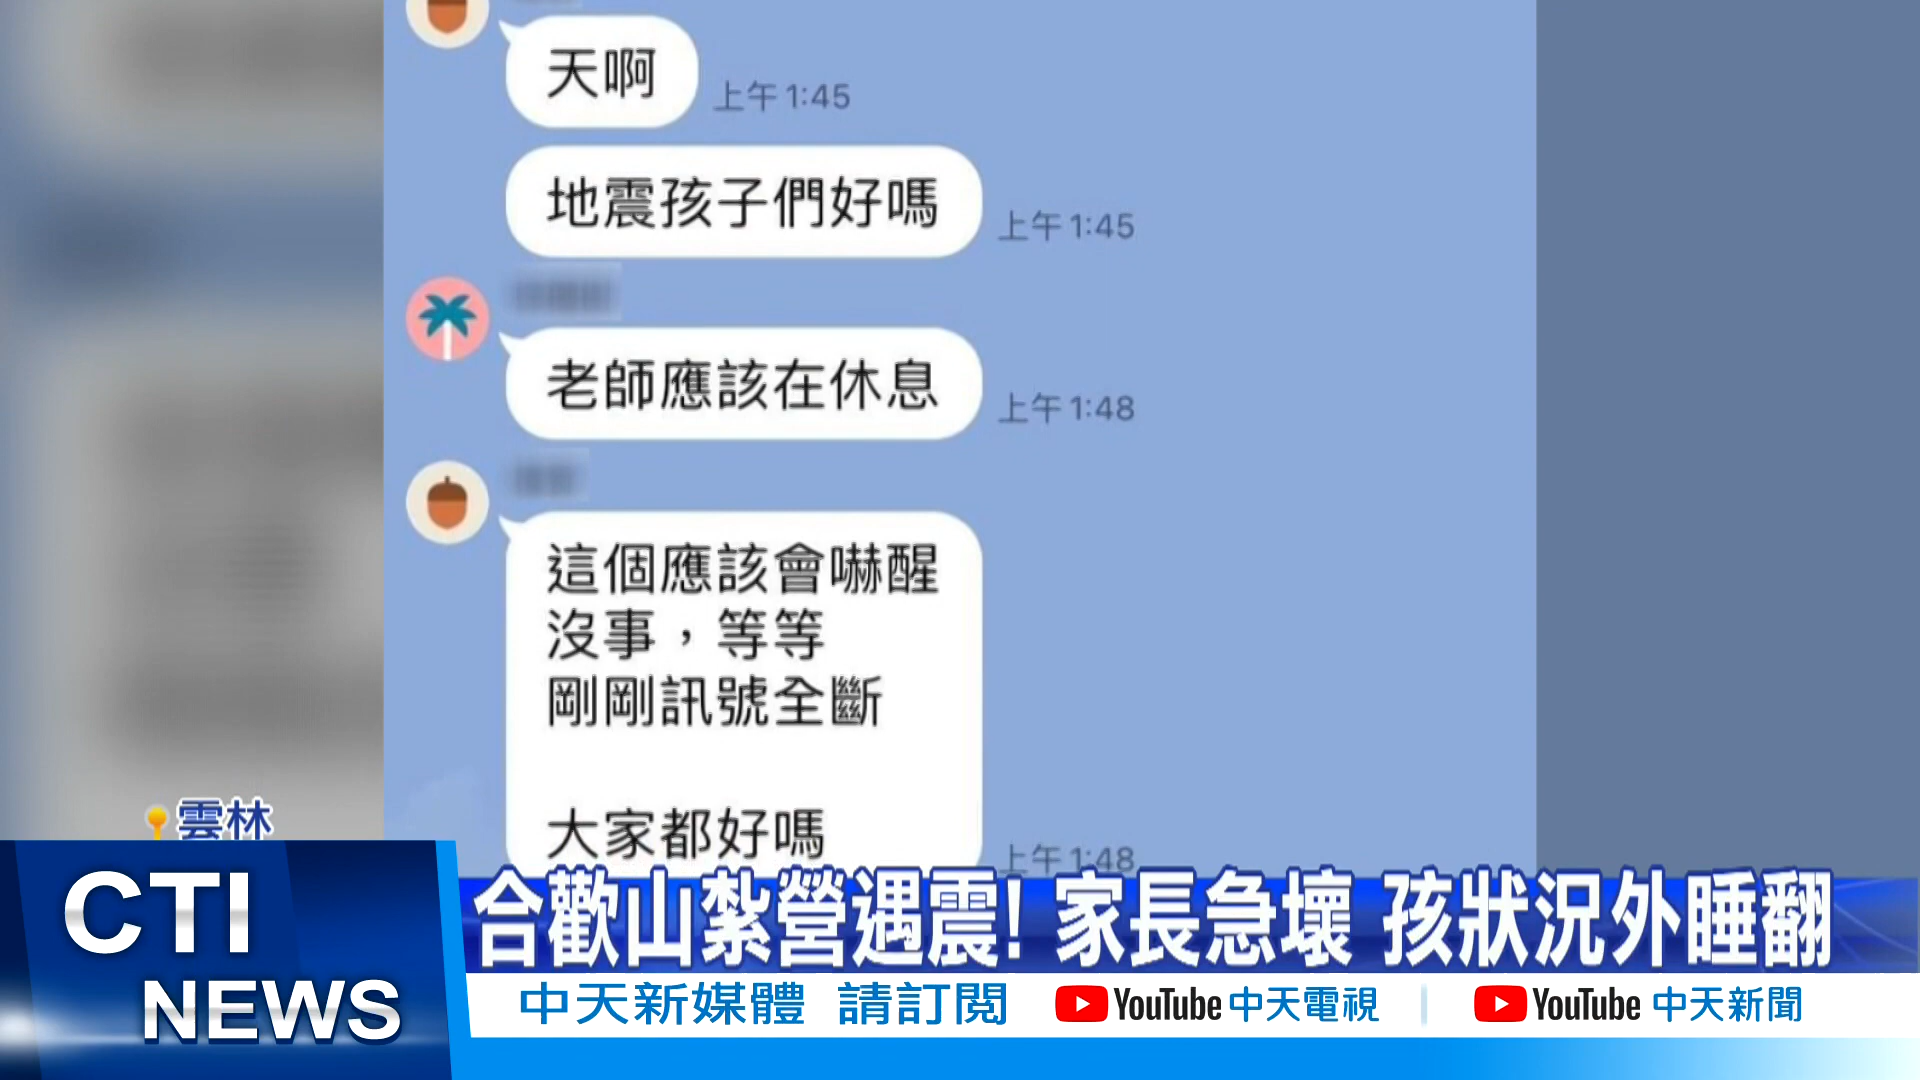 天啊
上午 1:45
地震孩子們好嗎
上午 1:45
老師應該在休息
上午 1:48
這個應該會嚇醒
沒事，等等
剛剛訊號全斷
大家都好嗎
上午 1:48
雲林
CTI
NEWS
合歡山紮營遇震! 家長急壞 孩狀況外睡翻
中天新媒體 請訂閱 YouTube 中天電視 | YouTube 中天新聞